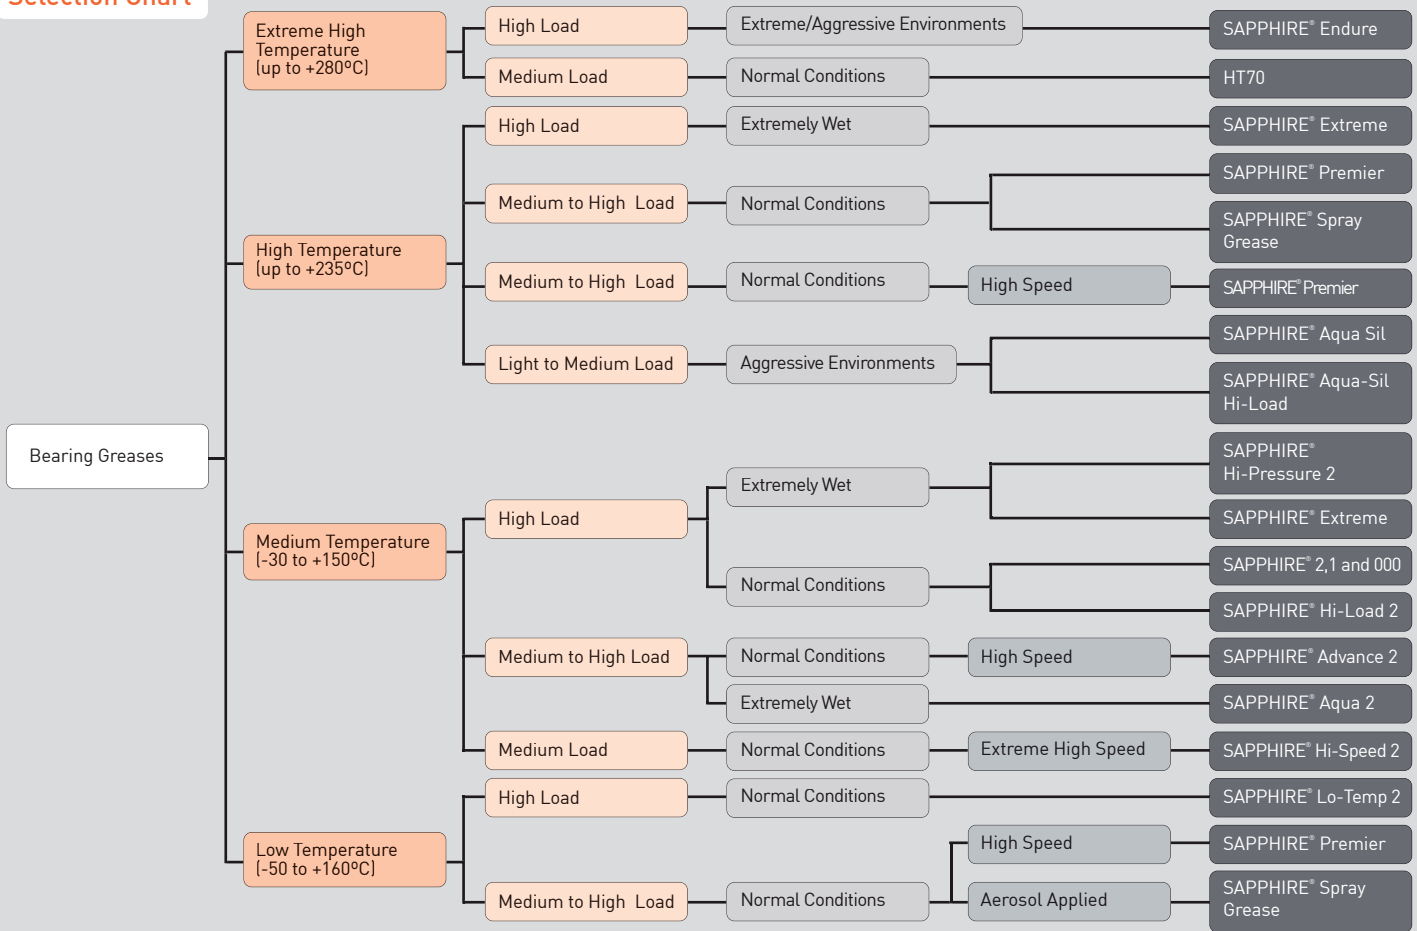 Selection Chart
Bearing Greases
Extreme High
Temperature
(up to +280ºC)
High Load
Extreme/Aggressive Environments
SAPPHIRE® Endure
Medium Load
Normal Conditions
HT70
High Temperature
(up to +235ºC)
High Load
Extremely Wet
SAPPHIRE® Extreme
Medium to High Load
Normal Conditions
SAPPHIRE® Premier
SAPPHIRE® Spray
Grease
Medium to High Load
Normal Conditions
High Speed
SAPPHIRE® Premier
Light to Medium Load
Aggressive Environments
SAPPHIRE® Aqua Sil
SAPPHIRE® Aqua-Sil
Hi-Load
Medium Temperature
(-30 to +150ºC)
High Load
Extremely Wet
SAPPHIRE®
Hi-Pressure 2
SAPPHIRE® Extreme
Normal Conditions
SAPPHIRE® 2,1 and 000
SAPPHIRE® Hi-Load 2
Medium to High Load
Normal Conditions
High Speed
SAPPHIRE® Advance 2
Extremely Wet
SAPPHIRE® Aqua 2
Medium Load
Normal Conditions
Extreme High Speed
SAPPHIRE® Hi-Speed 2
Low Temperature
(-50 to +160ºC)
High Load
Normal Conditions
SAPPHIRE® Lo-Temp 2
Medium to High Load
Normal Conditions
High Speed
SAPPHIRE® Premier
Aerosol Applied
SAPPHIRE® Spray
Grease